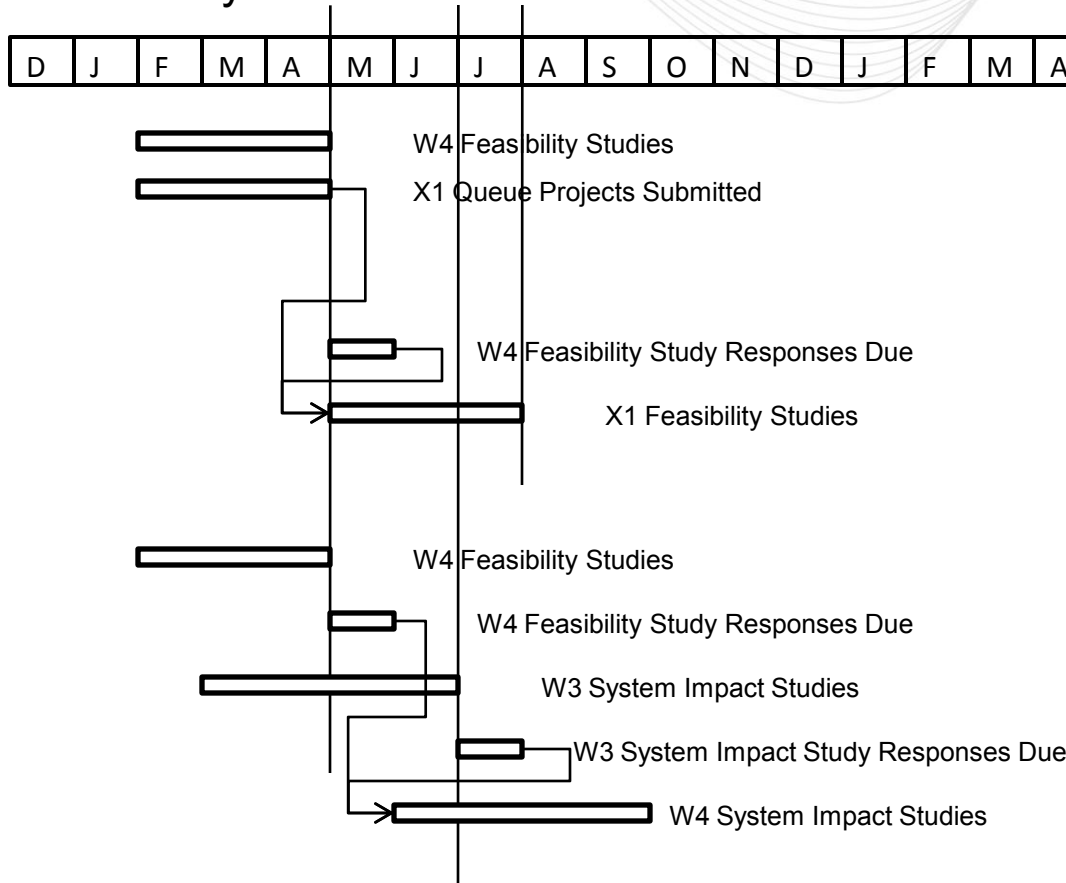 D J F M A M J J A S O N D J F M A
W4 Feasibility Studies
X1 Queue Projects Submitted
W4 Feasibility Study Responses Due
X1 Feasibility Studies
W4 Feasibility Studies
W4 Feasibility Study Responses Due
W3 System Impact Studies
W3 System Impact Study Responses Due
W4 System Impact Studies